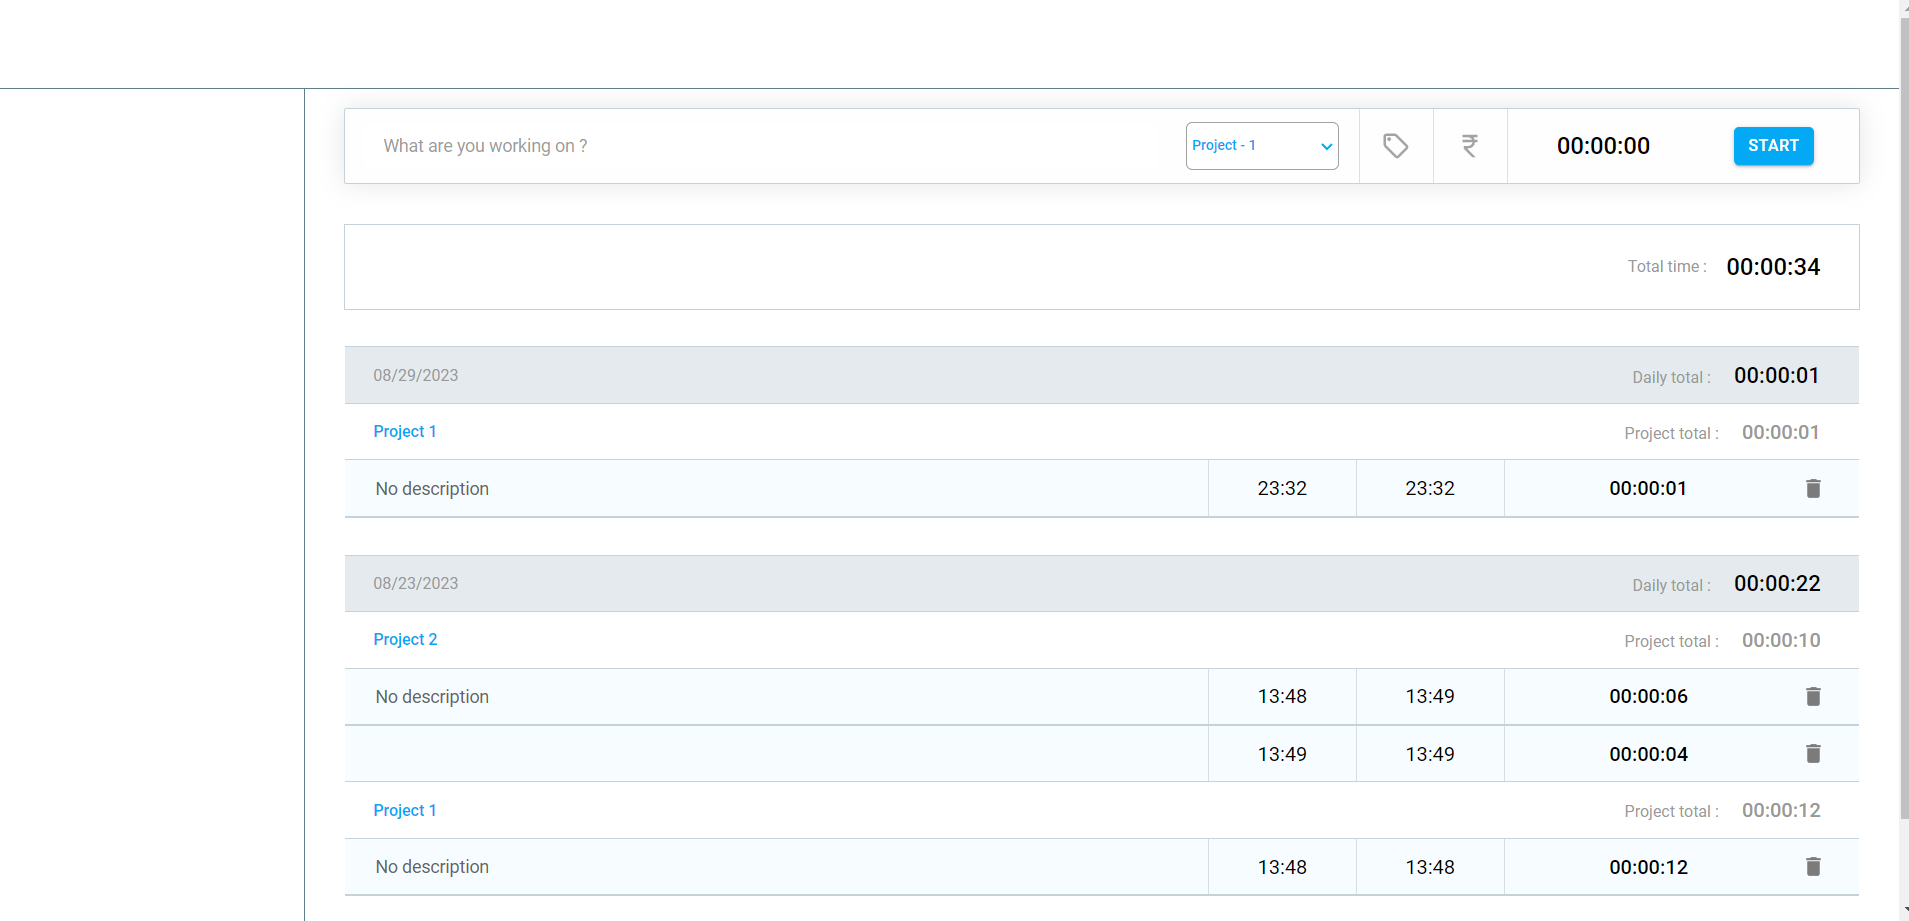 What are you working on ? Project - 1 ₹ 00:00:00 START
Total time : 00:00:34
08/29/2023 Daily total : 00:00:01
Project 1 Project total : 00:00:01
No description 23:32 23:32 00:00:01
08/23/2023 Daily total : 00:00:22
Project 2 Project total : 00:00:10
No description 13:48 13:49 00:00:06
13:49 13:49 00:00:04
Project 1 Project total : 00:00:12
No description 13:48 13:48 00:00:12